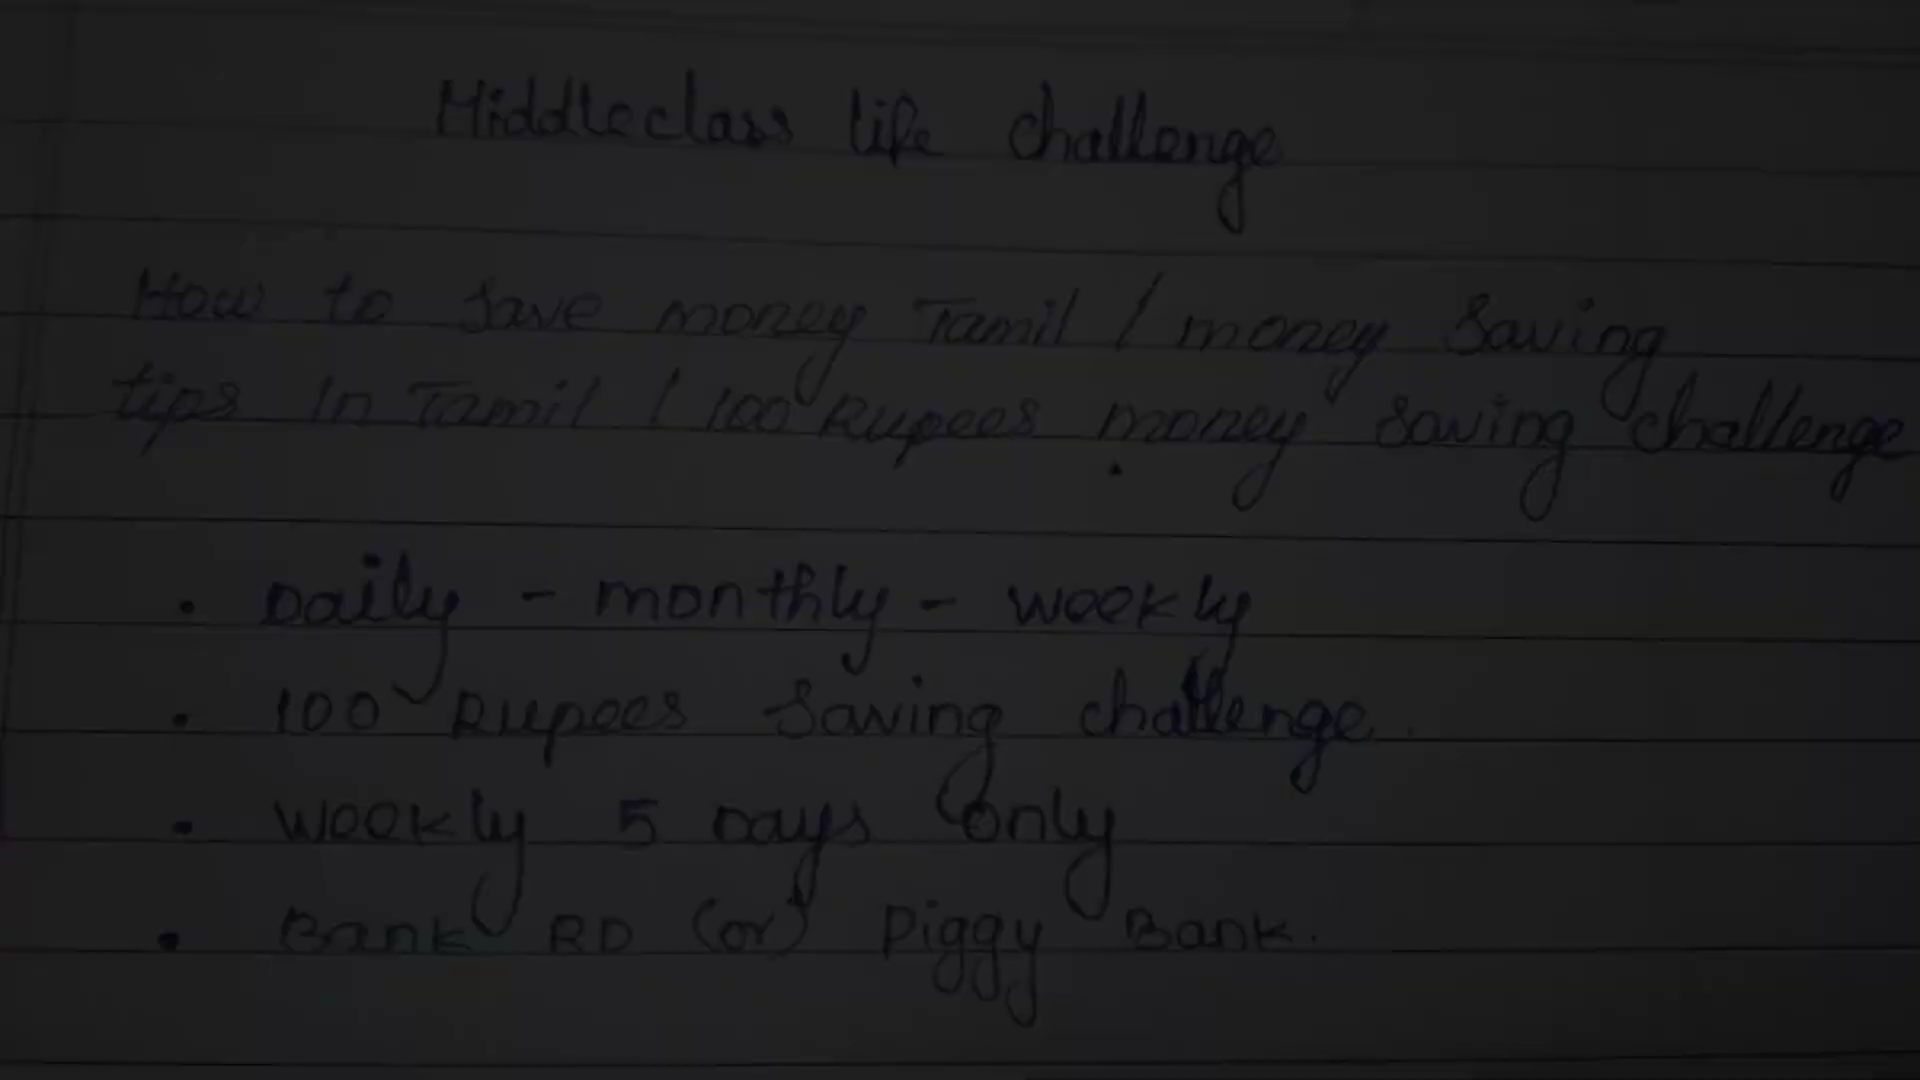 Middleclass life challenge
How to save money Tamil / money saving
tips In Tamil / 100 Rupees money saving challenge
• Daily - monthly - weekly
• 100 Rupees saving challenge.
• weekly 5 Days only
• Bank RD (or) Piggy Bank.